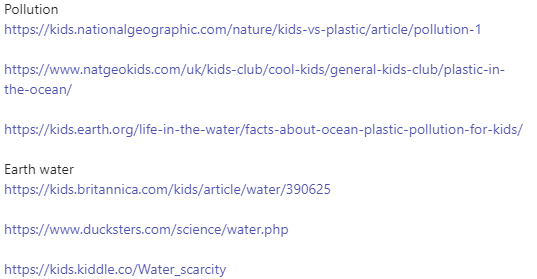 Pollution
https://kids.nationalgeographic.com/nature/kids-vs-plastic/article/pollution-1
https://www.natgeokids.com/uk/kids-club/cool-kids/general-kids-club/plastic-in-
the-ocean/
https://kids.earth.org/life-in-the-water/facts-about-ocean-plastic-pollution-for-kids/
Earth water
https://kids.britannica.com/kids/article/water/390625
https://www.ducksters.com/science/water.php
https://kids.kiddle.co/Water_scarcity